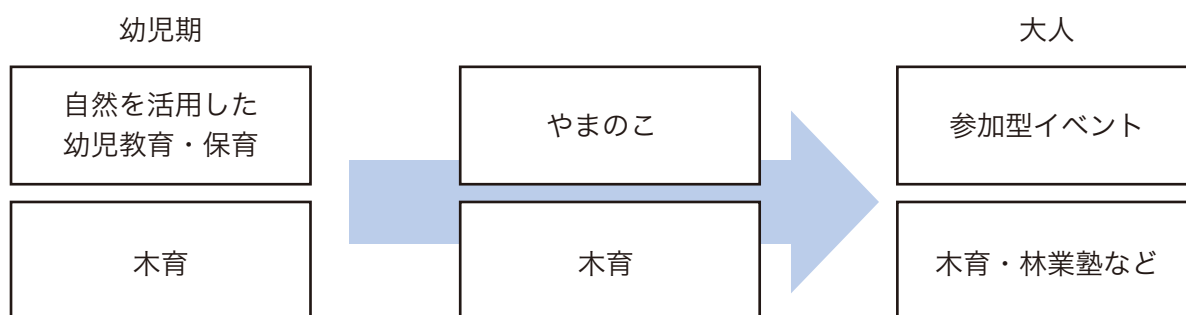 幼児期
大人
自然を活用した
幼児教育・保育
やまのこ
参加型イベント
木育
木育
木育・林業塾など